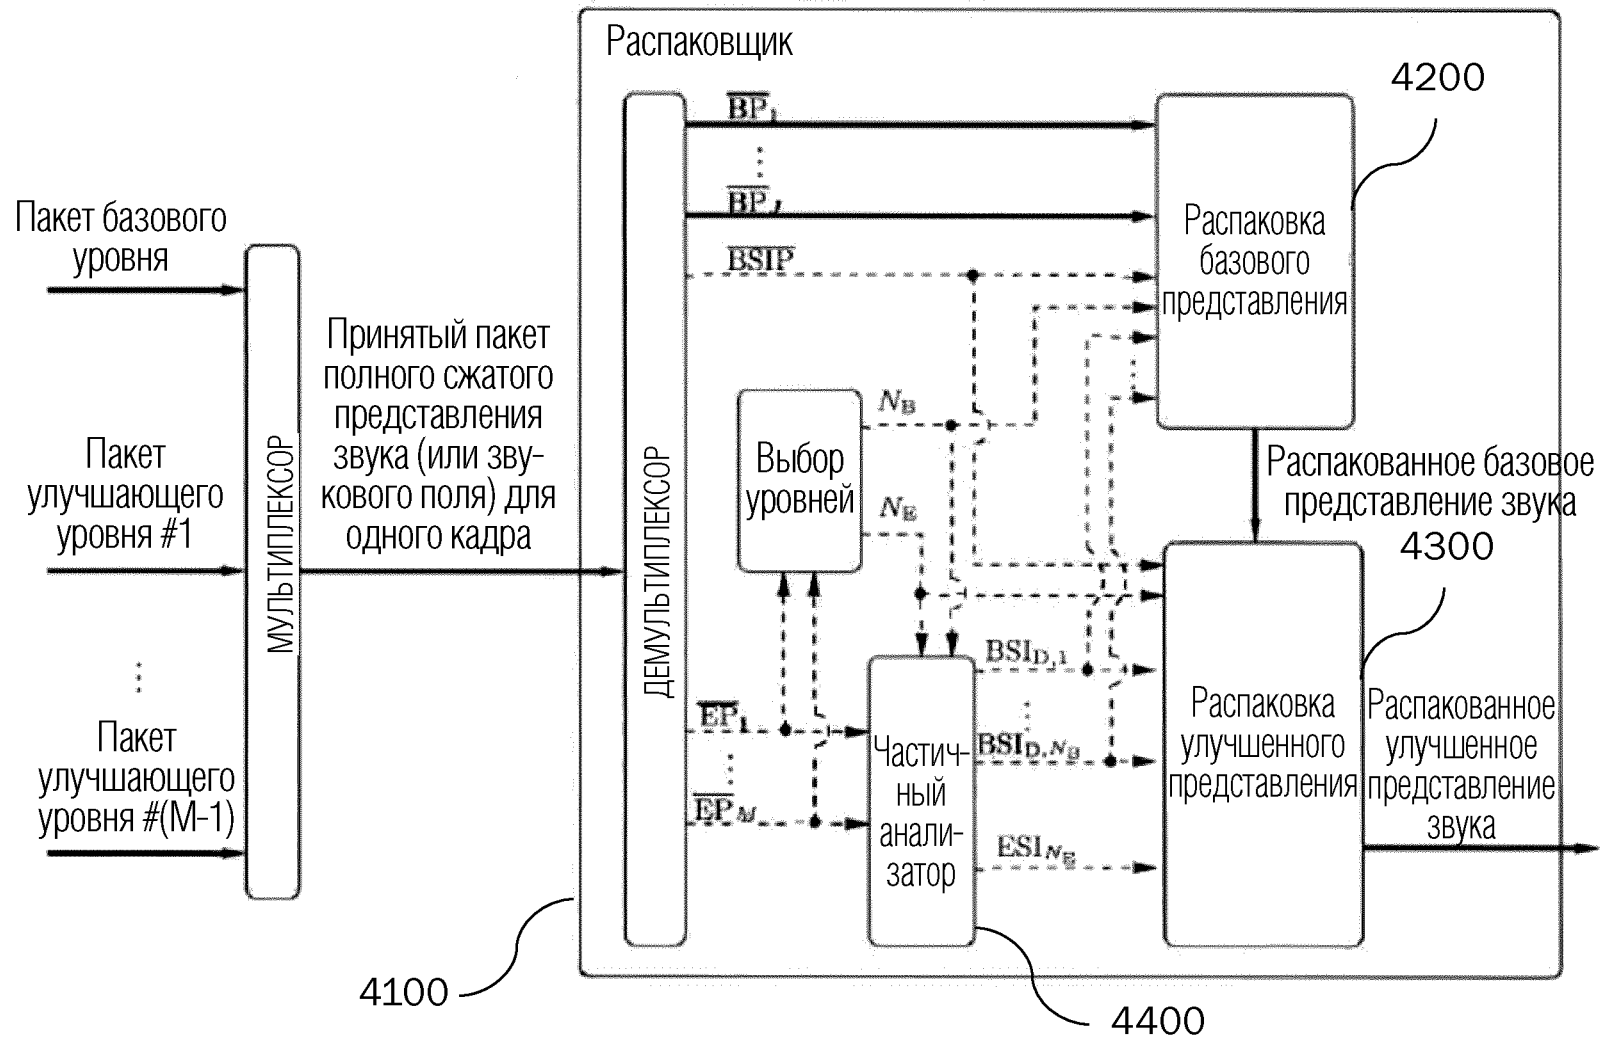 Распаковщик
4200
BP1
BPJ
BSIP
Распаковка
базового
представления
Пакет базового
уровня
МУЛЬТИПЛЕКСОР
Принятый пакет
полного сжатого
представления
звука (или зву-
кового поля) для
одного кадра
ДЕМУЛЬТИПЛЕКСОР
Выбор
уровней
NB
NE
Распакованное базовое
представление звука
4300
Пакет
улучшающего
уровня #1
Пакет
улучшающего
уровня #(M-1)
EP1
EPM
Частич-
ный
анали-
затор
BSID,1
BSID,NB
ESINE
Распаковка
улучшенного
представления
Распакованное
улучшенное
представление
звука
4100
4400